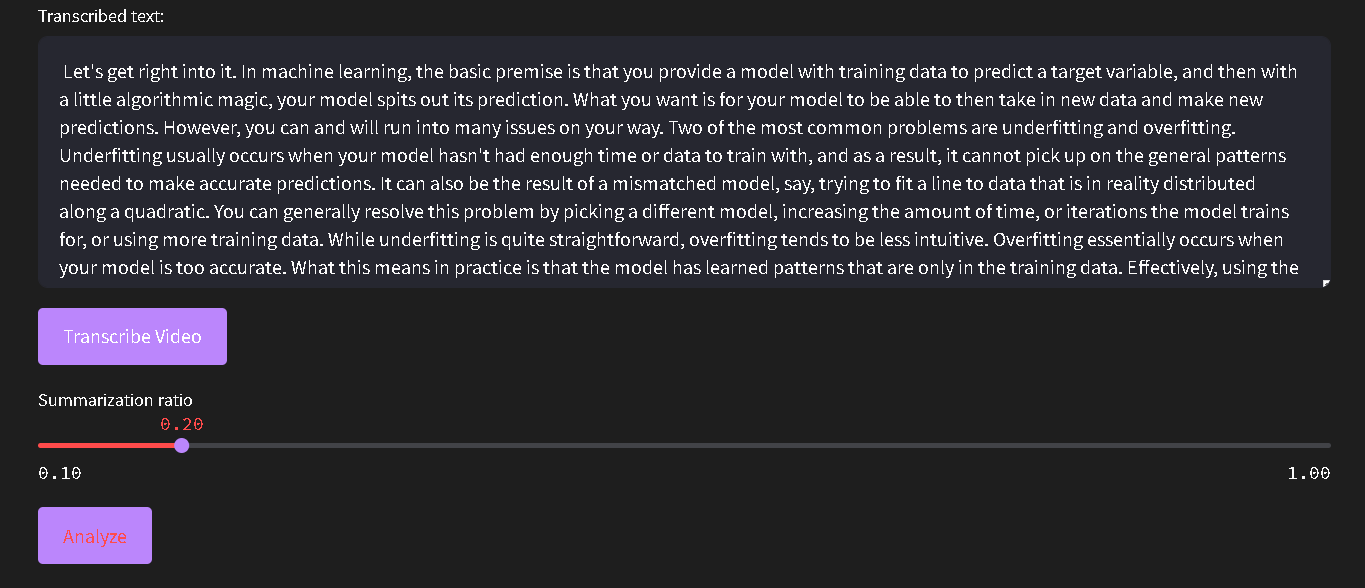 Transcribed text:
Let's get right into it. In machine learning, the basic premise is that you provide a model with training data to predict a target variable, and then with
a little algorithmic magic, your model spits out its prediction. What you want is for your model to be able to then take in new data and make new
predictions. However, you can and will run into many issues on your way. Two of the most common problems are underfitting and overfitting.
Underfitting usually occurs when your model hasn't had enough time or data to train with, and as a result, it cannot pick up on the general patterns
needed to make accurate predictions. It can also be the result of a mismatched model, say, trying to fit a line to data that is in reality distributed
along a quadratic. You can generally resolve this problem by picking a different model, increasing the amount of time, or iterations the model trains
for, or using more training data. While underfitting is quite straightforward, overfitting tends to be less intuitive. Overfitting essentially occurs when
your model is too accurate. What this means in practice is that the model has learned patterns that are only in the training data. Effectively, using the
Transcribe Video
Summarization ratio
0.20
0.10 1.00
Analyze